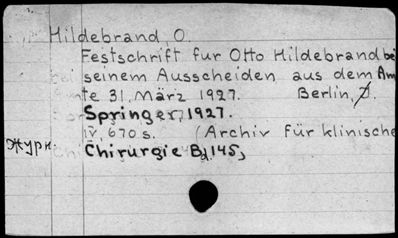 Hildebrand, O.
Festschrift fur Otto Hildebrand bei
seinem Ausscheiden aus dem Am
te 31. März 1927. Berlin, J.
Springer, 1927.
IV, 670 s. (Archiv für klinische
Журн. Chirurgie Bd. 145,